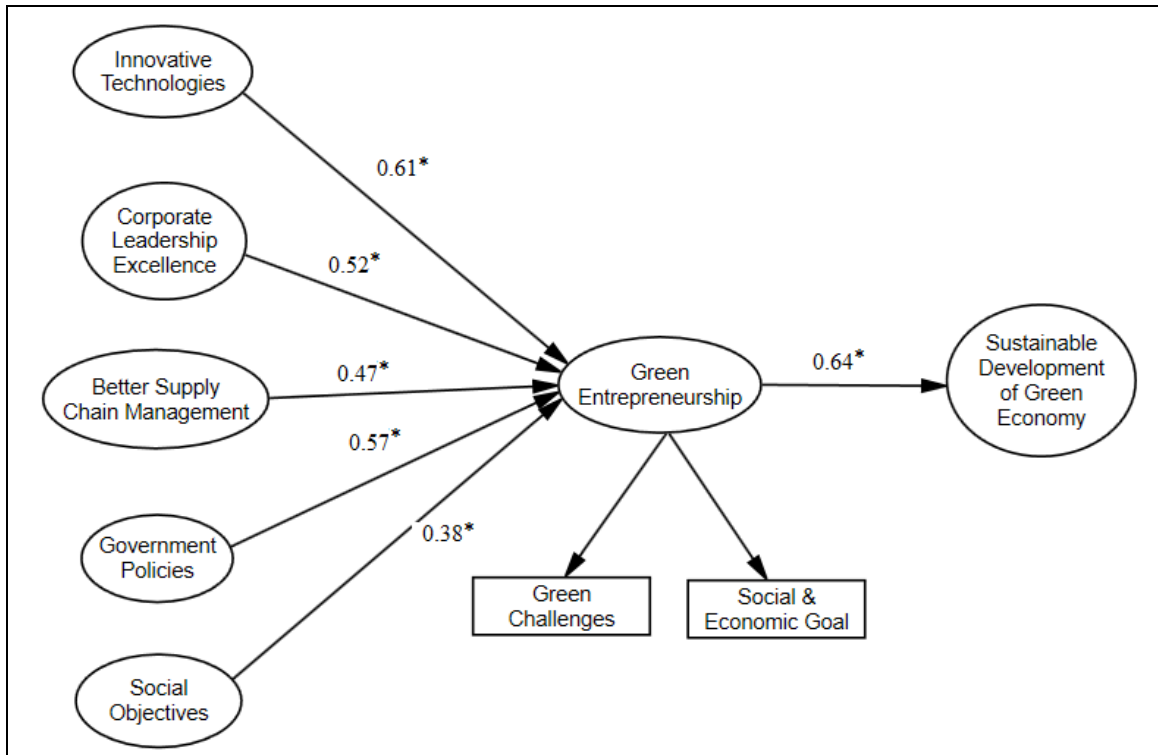 Innovative
Technologies
0.61*
Corporate
Leadership
Excellence
0.52*
Better Supply
Chain Management
0.47*
Green
Entrepreneurship
0.64*
Sustainable
Development
of Green
Economy
0.57*
Government
Policies
0.38*
Green
Challenges
Social &
Economic Goal
Social
Objectives